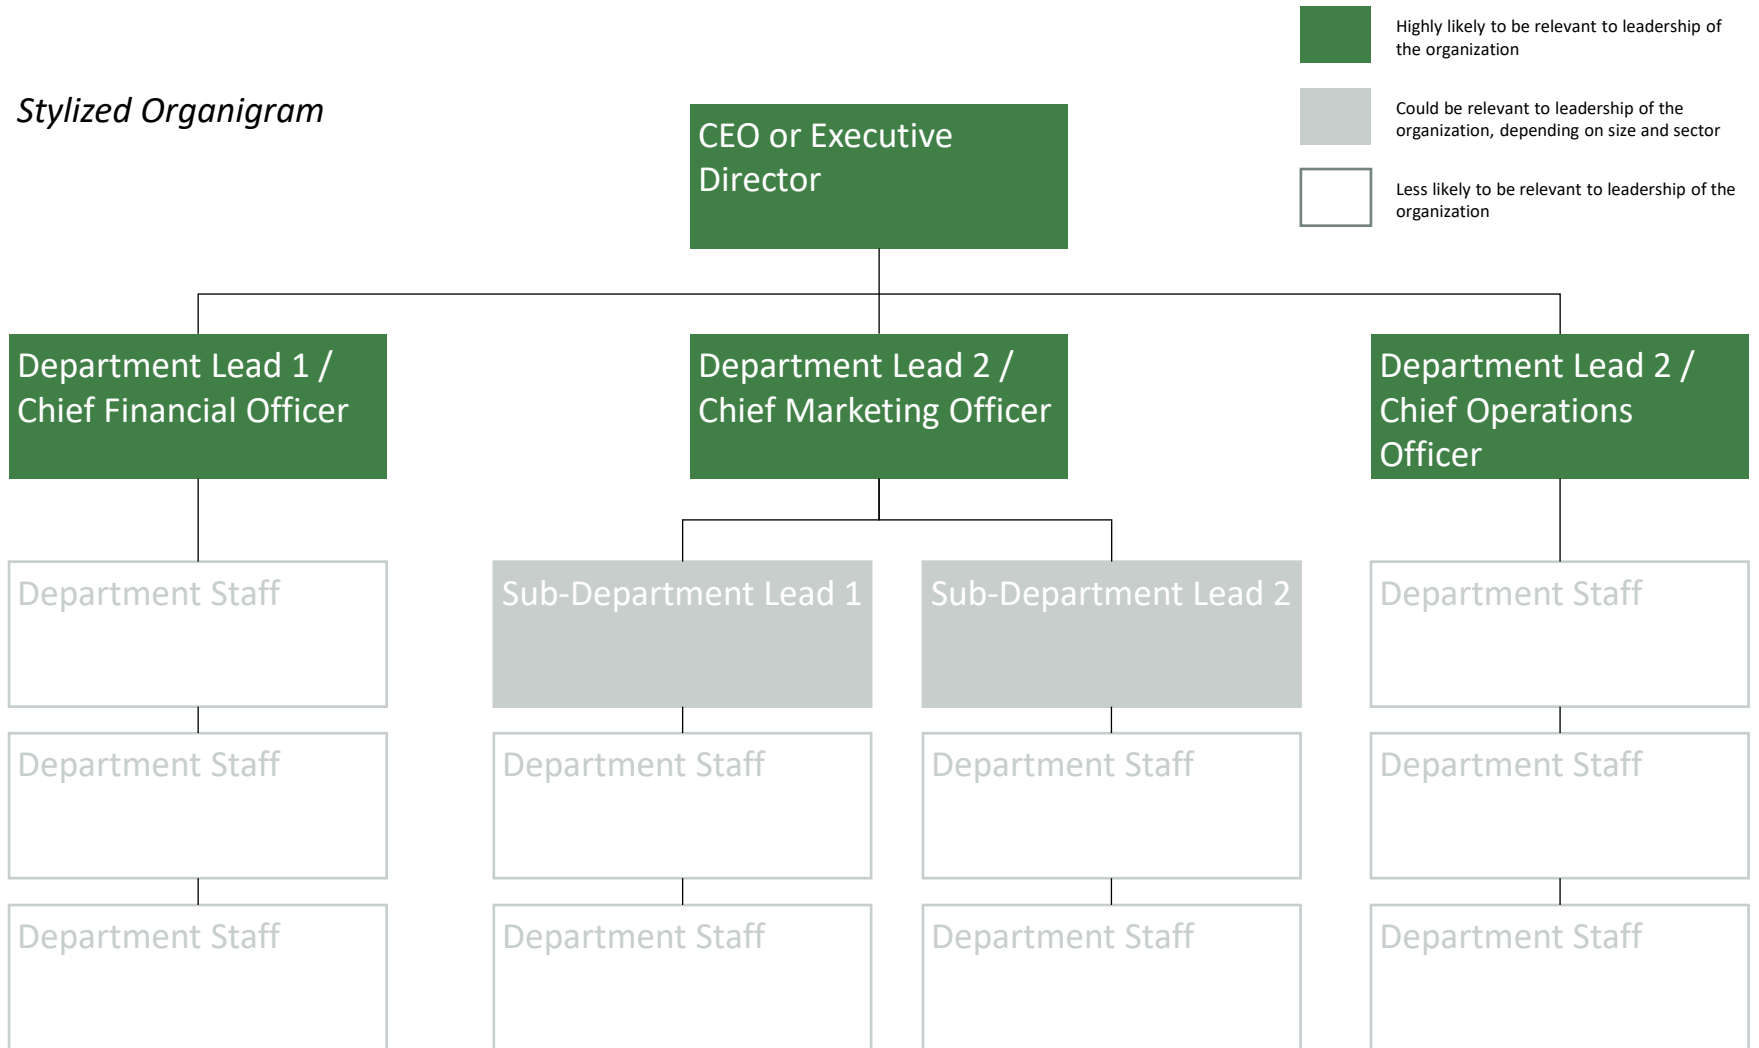 Highly likely to be relevant to leadership of
the organization
Stylized Organigram
Could be relevant to leadership of the
organization, depending on size and sector
CEO or Executive
Director
Less likely to be relevant to leadership of the
organization
Department Lead 1 /
Chief Financial Officer
Department Lead 2 /
Chief Marketing Officer
Department Lead 2 /
Chief Operations
Officer
Department Staff
Sub-Department Lead 1
Sub-Department Lead 2
Department Staff
Department Staff
Department Staff
Department Staff
Department Staff
Department Staff
Department Staff
Department Staff
Department Staff